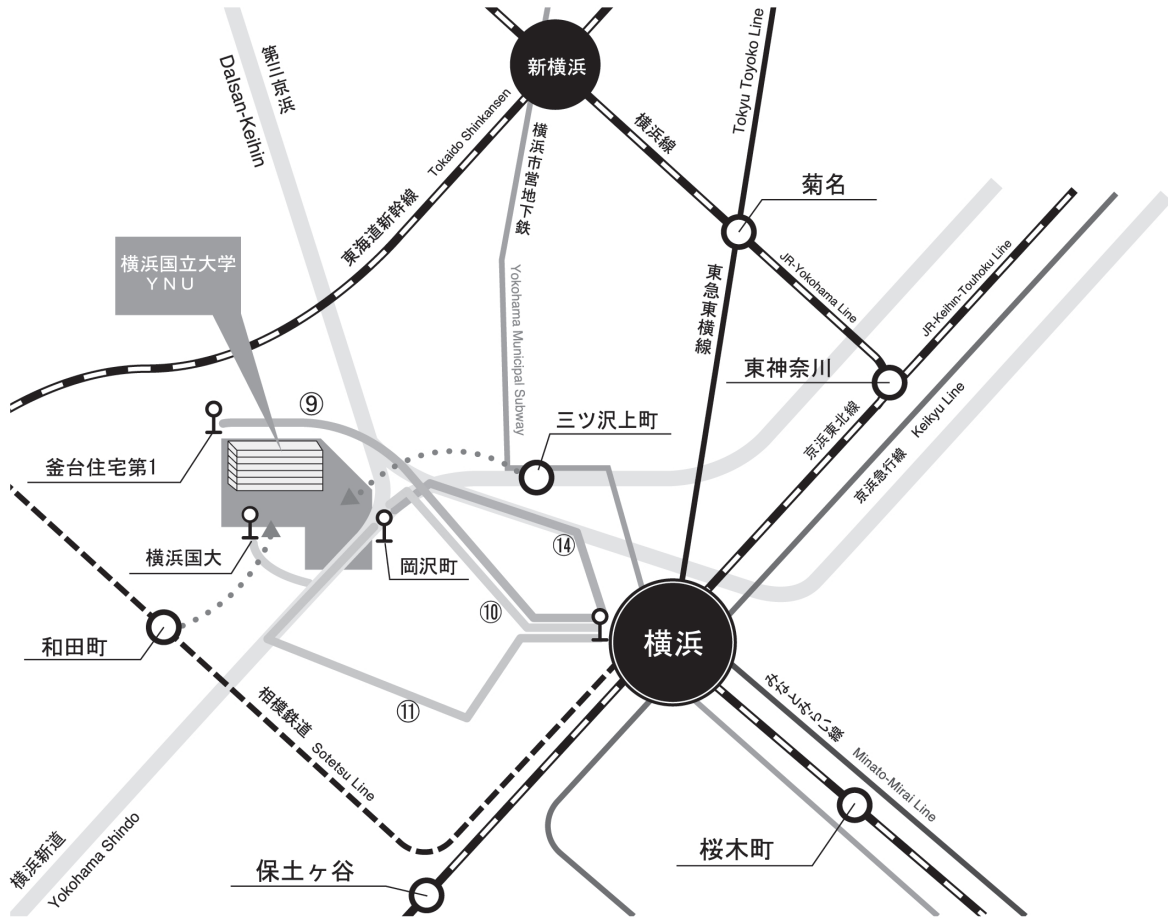 新横浜
第三京浜
Dalsan-Keihin
東海道新幹線 Tokaido Shinkansen
横浜市営地下鉄
Yokohama Municipal Subway
横浜線
JR-Yokohama Line
Tokyu Toyoko Line
東急東横線
菊名
横浜国立大学
YNU
JR-Keihin-Touhoku Line
京浜東北線
東神奈川
京浜急行線 Keikyu Line
⑨
三ツ沢上町
釜台住宅第1
横浜国大
岡沢町
⑭
⑩
⑪
和田町
横浜
相模鉄道 Sotetsu Line
みなとみらい線 Minato-Mirai Line
横浜新道
Yokohama Shindo
保土ヶ谷
桜木町